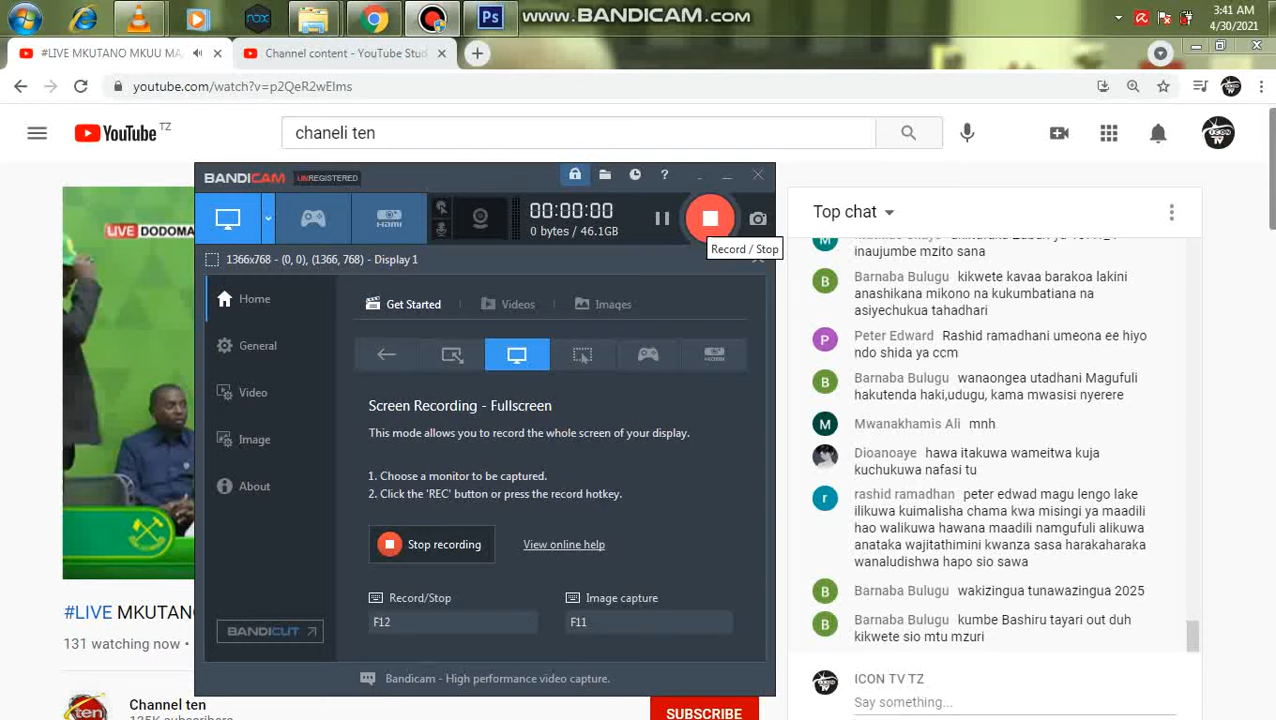 www.BANDICAM.com
3:41 AM
4/30/2021
nox
Ps
#LIVE MKUTANO MKUU MA
Channel content - YouTube Stud
youtube.com/watch?v=p2QeR2wEIms
YouTube TZ
chaneli ten
LIVE DODOMA
BANDICAM UNREGISTERED
HDMI
00:00:00
0 bytes / 46.1GB
Record / Stop
1366x768 - (0, 0), (1366, 768) - Display 1
Home
General
Video
Image
About
BANDICUT
Get Started
Videos
Images
Screen Recording - Fullscreen
This mode allows you to record the whole screen of your display.
1. Choose a monitor to be captured.
2. Click the 'REC' button or press the record hotkey.
Stop recording
View online help
Record/Stop
Image capture
F12
F11
Bandicam - High performance video capture.
#LIVE MKUTANO
131 watching now •
ten
Channel ten
SUBSCRIBE
Top chat
inaujumbe mzito sana
Barnaba Bulugu kikwete kavaa barakoa lakini
anashikana mikono na kukumbatiana na
asiyechukua tahadhari
Peter Edward Rashid ramadhani umeona ee hiyo
ndo shida ya ccm
Barnaba Bulugu wanaongea utadhani Magufuli
hakutenda haki,udugu, kama mwasisi nyerere
Mwanakhamis Ali mnh
Dioanoaye hawa itakuwa wameitwa kuja
kuchukuwa nafasi tu
rashid ramadhan peter edwad magu lengo lake
ilikuwa kuimalisha chama kwa misingi ya maadili
hao walikuwa hawana maadili namgufuli alikuwa
anataka wajitathimini kwanza sasa harakaharaka
wanaludishwa hapo sio sawa
Barnaba Bulugu wakizingua tunawazingua 2025
Barnaba Bulugu kumbe Bashiru tayari out duh
kikwete sio mtu mzuri
ICON TV TZ
Say something...